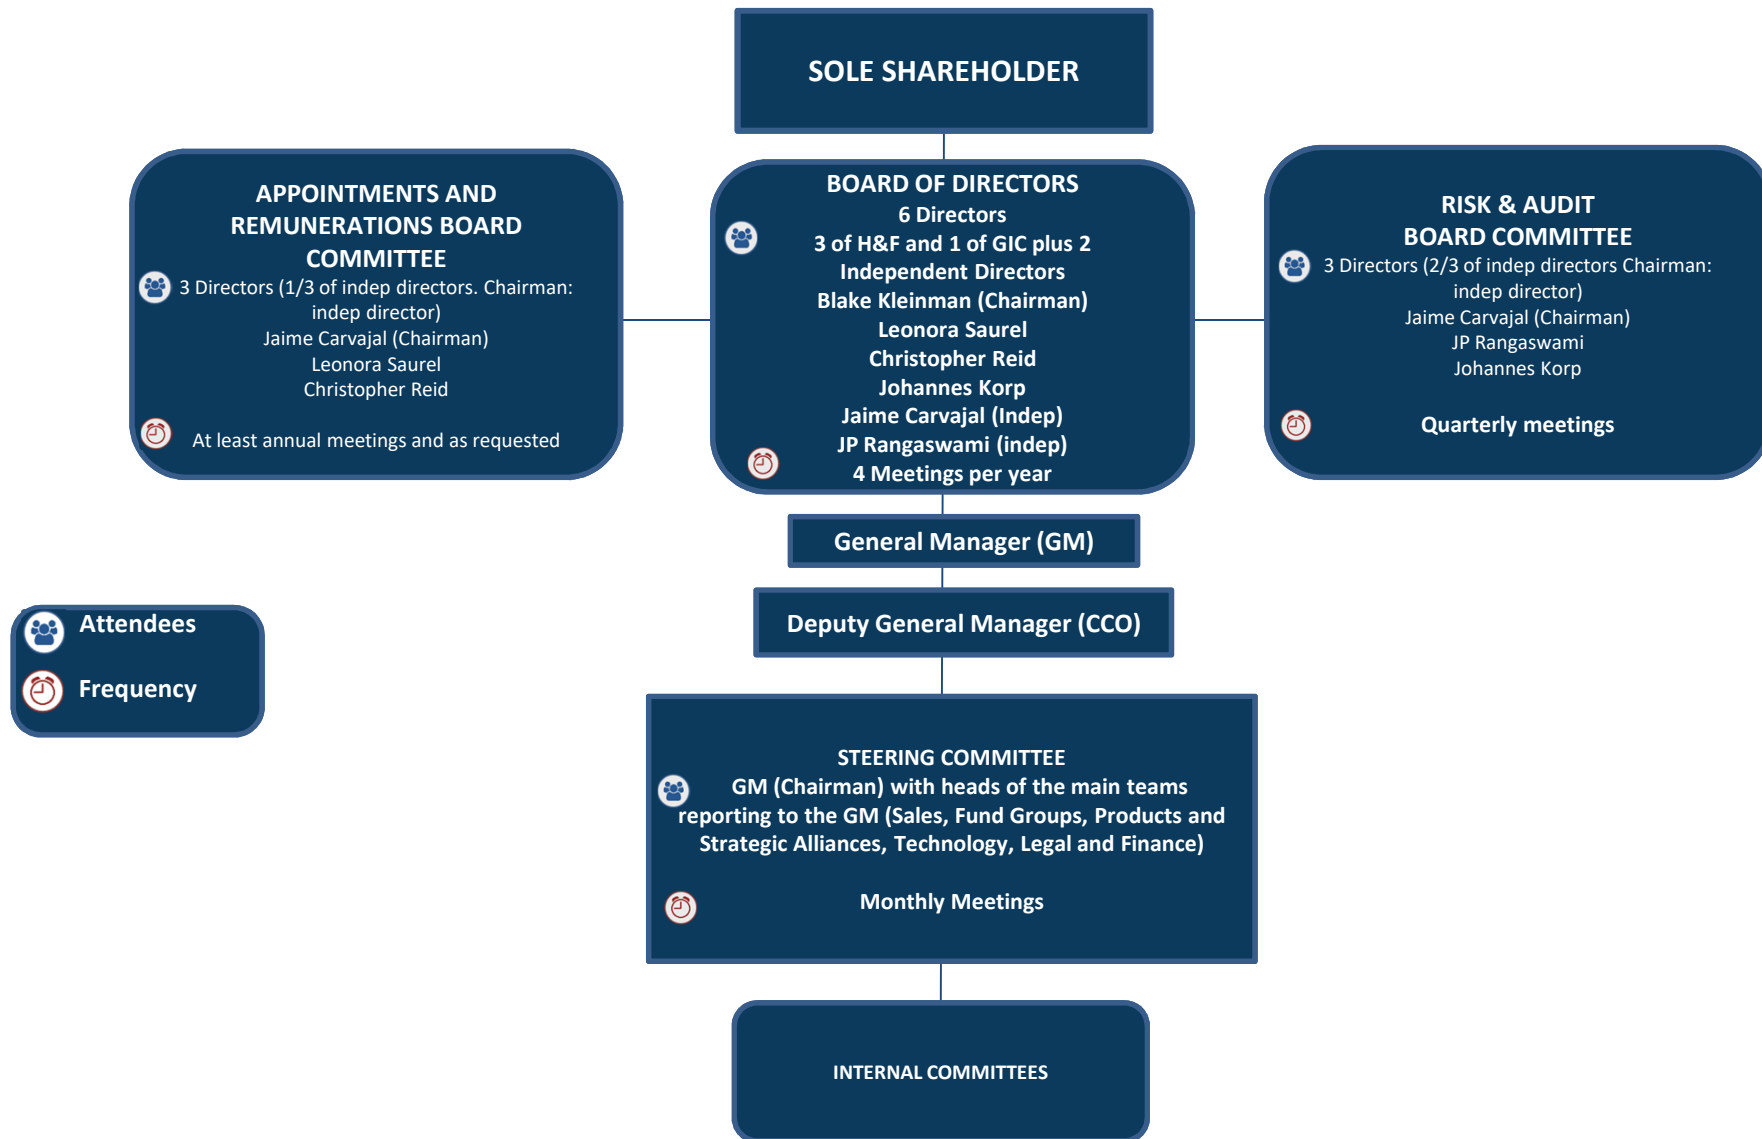 SOLE SHAREHOLDER
APPOINTMENTS AND
REMUNERATIONS BOARD
COMMITTEE
3 Directors (1/3 of indep directors. Chairman:
indep director)
Jaime Carvajal (Chairman)
Leonora Saurel
Christopher Reid
At least annual meetings and as requested
BOARD OF DIRECTORS
6 Directors
3 of H&F and 1 of GIC plus 2
Independent Directors
Blake Kleinman (Chairman)
Leonora Saurel
Christopher Reid
Johannes Korp
Jaime Carvajal (Indep)
JP Rangaswami (indep)
4 Meetings per year
RISK & AUDIT
BOARD COMMITTEE
3 Directors (2/3 of indep directors Chairman:
indep director)
Jaime Carvajal (Chairman)
JP Rangaswami
Johannes Korp
Quarterly meetings
General Manager (GM)
Deputy General Manager (CCO)
Attendees
Frequency
STEERING COMMITTEE
GM (Chairman) with heads of the main teams
reporting to the GM (Sales, Fund Groups, Products and
Strategic Alliances, Technology, Legal and Finance)
Monthly Meetings
INTERNAL COMMITTEES